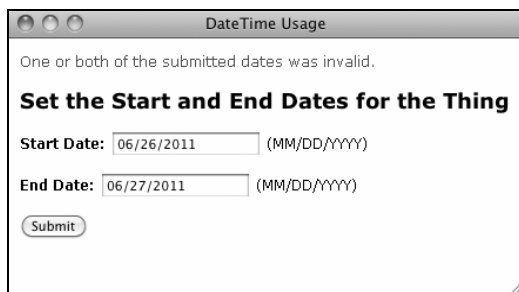 DateTime Usage
One or both of the submitted dates was invalid.
Set the Start and End Dates for the Thing
Start Date: 06/26/2011 (MM/DD/YYYY)
End Date: 06/27/2011 (MM/DD/YYYY)
Submit